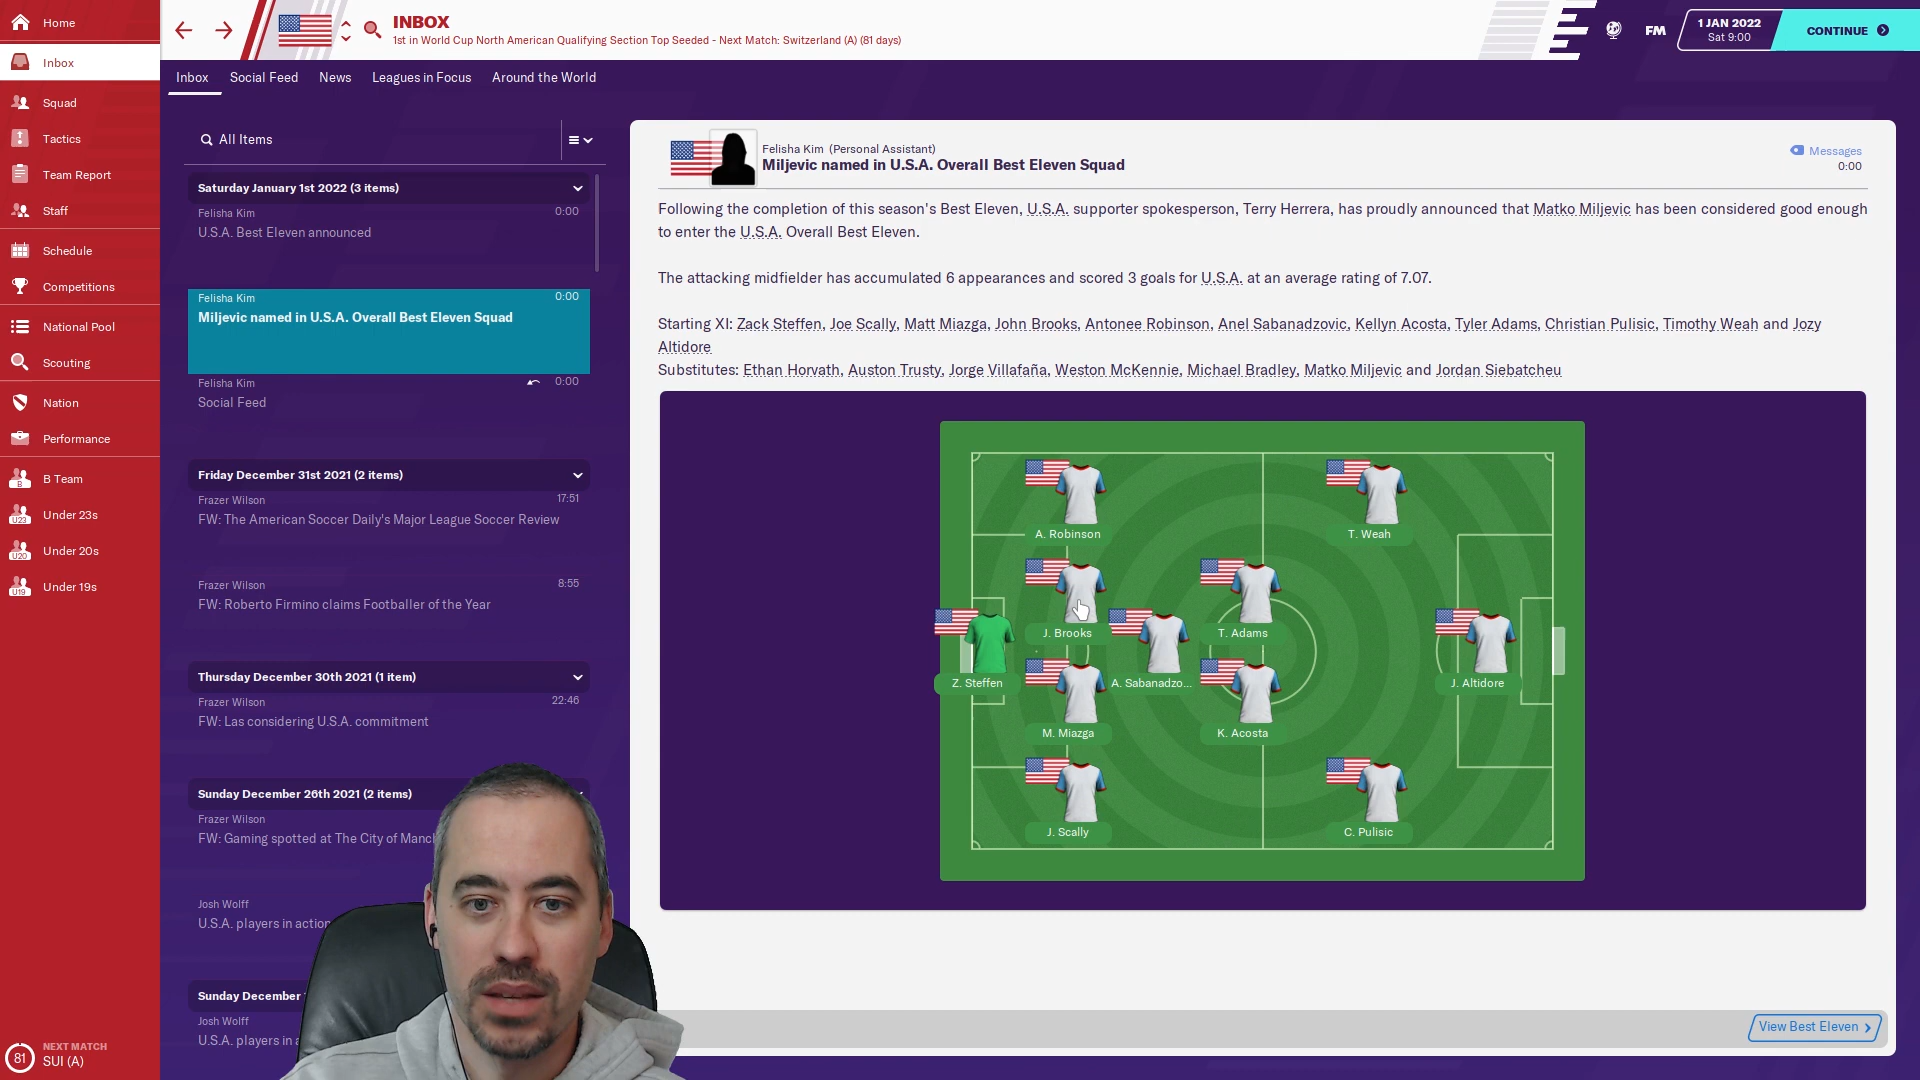 Home
Inbox
Squad
Tactics
Team Report
Staff
Schedule
Competitions
National Pool
Scouting
Nation
Performance
B Team
Under 23s
Under 20s
Under 19s
B
U23
U20
U19
81
NEXT MATCH
SUI (A)
INBOX
1st in World Cup North American Qualifying Section Top Seeded - Next Match: Switzerland (A) (81 days)
FM
1 JAN 2022
Sat 9:00
CONTINUE
Inbox
Social Feed
News
Leagues in Focus
Around the World
All Items
Saturday January 1st 2022 (3 items)
Felisha Kim 0:00
U.S.A. Best Eleven announced
Felisha Kim 0:00
Miljevic named in U.S.A. Overall Best Eleven Squad
Felisha Kim 0:00
Social Feed
Friday December 31st 2021 (2 items)
Frazer Wilson 17:51
FW: The American Soccer Daily's Major League Soccer Review
Frazer Wilson 8:55
FW: Roberto Firmino claims Footballer of the Year
Thursday December 30th 2021 (1 item)
Frazer Wilson 22:46
FW: Las considering U.S.A. commitment
Sunday December 26th 2021 (2 items)
Frazer Wilson
FW: Gaming spotted at The City of
Josh Wolff
U.S.A. players in action
Sunday December
Josh Wolff
U.S.A. players in
Felisha Kim (Personal Assistant)
Miljevic named in U.S.A. Overall Best Eleven Squad
Messages
0:00
Following the completion of this season's Best Eleven, U.S.A. supporter spokesperson, Terry Herrera, has proudly announced that Matko Miljevic has been considered good enough
to enter the U.S.A. Overall Best Eleven.
The attacking midfielder has accumulated 6 appearances and scored 3 goals for U.S.A. at an average rating of 7.07.
Starting XI: Zack Steffen, Joe Scally, Matt Miazga, John Brooks, Antonee Robinson, Anel Sabanadzovic, Kellyn Acosta, Tyler Adams, Christian Pulisic, Timothy Weah and Jozy
Altidore
Substitutes: Ethan Horvath, Auston Trusty, Jorge Villafaña, Weston McKennie, Michael Bradley, Matko Miljevic and Jordan Siebatcheu
A. Robinson
T. Weah
J. Brooks
T. Adams
Z. Steffen
A. Sabanadzo...
J. Altidore
M. Miazga
K. Acosta
J. Scally
C. Pulisic
View Best Eleven